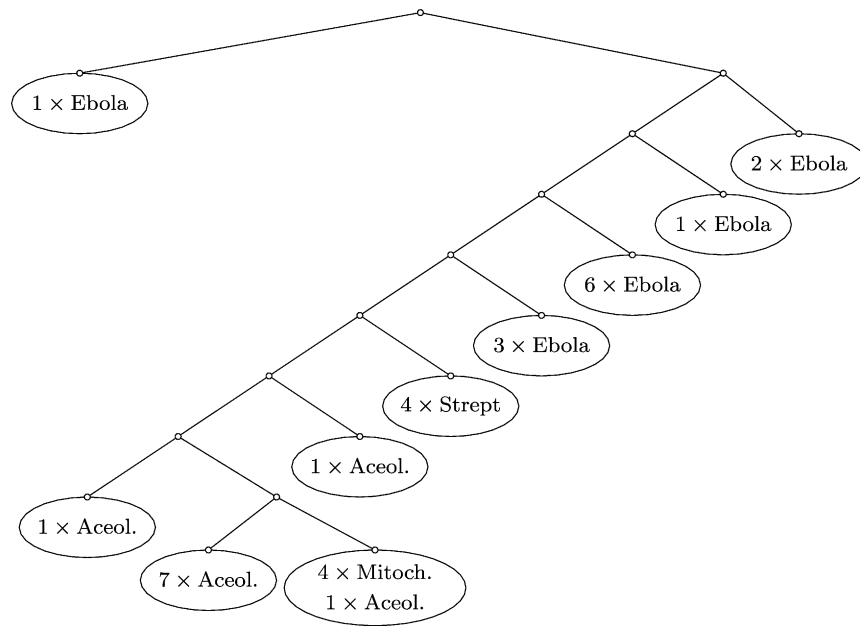 1 × Ebola
2 × Ebola
1 × Ebola
6 × Ebola
3 × Ebola
4 × Strept
1 × Aceol.
1 × Aceol.
7 × Aceol.
4 × Mitoch.
1 × Aceol.